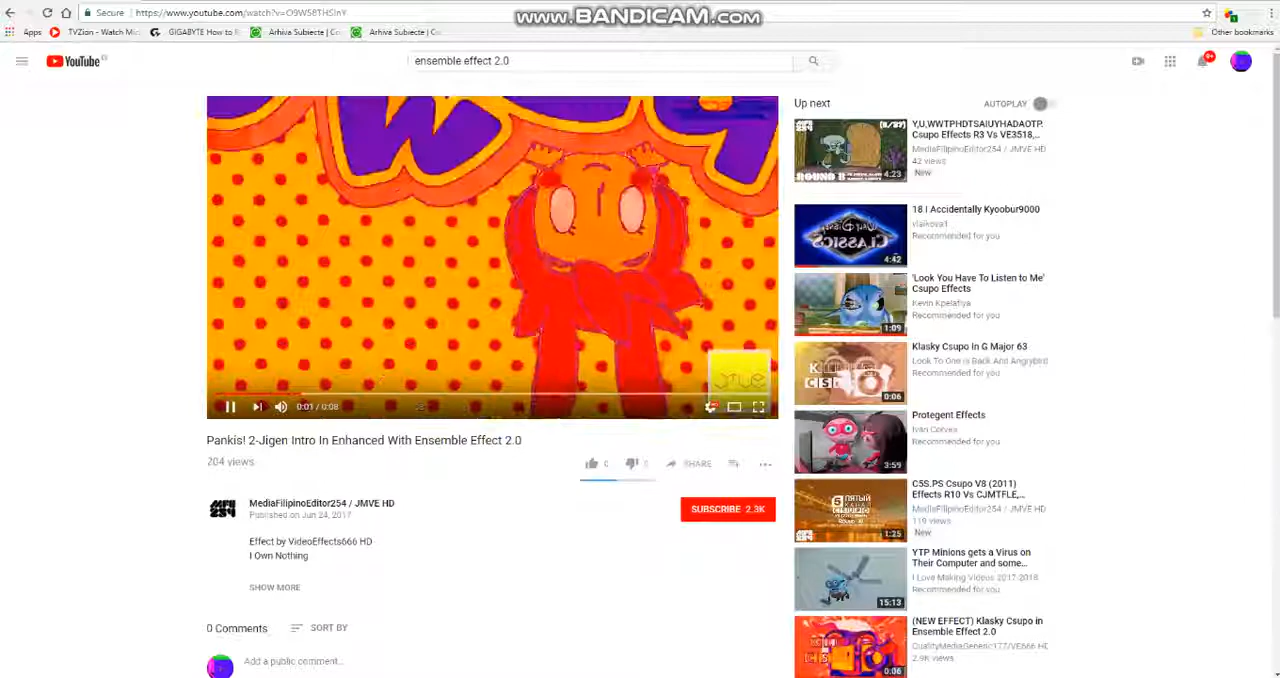 www.BANDICAM.com
Secure
https://www.youtube.com/watch?v=
Apps
TVZion - Watch Mo
GIGABYTE How to R
Arhiva Subiecte | Co
Arhiva Subiecte | Co
Other bookmarks
YouTube
ensemble effect 2.0
9+
0:01 / 0:08
Pankis! 2-Jigen Intro In Enhanced With Ensemble Effect 2.0
204 views
0
0
SHARE
MediaFilipinoEditor254 / JMVE HD
Published on Jun 24, 2017
SUBSCRIBE 2.3K
Effect by VideoEffects666 HD
I Own Nothing
SHOW MORE
0 Comments
SORT BY
Add a public comment...
Up next
AUTOPLAY
ROUND 8
4:23
Y,U,WWTPHDTSAIUYHADAOTP.
Csupo Effects R3 Vs VE3518,...
MediaFilipinoEditor254 / JMVE HD
42 views
New
4:42
18 I Accidentally Kyoobur9000
Recommended for you
1:09
'Look You Have To Listen to Me'
Csupo Effects
Kevin Kpelafiya
Recommended for you
0:06
Klasky Csupo In G Major 63
Look To One is Back And Angrybird
Recommended for you
3:59
Protegent Effects
Recommended for you
1:25
C5S.PS Csupo V8 (2011)
Effects R10 Vs CJMTFLE,...
MediaFilipinoEditor254 / JMVE HD
119 views
New
15:13
YTP Minions gets a Virus on
Their Computer and some...
I Love Making Videos 2017-2018
Recommended for you
0:06
(NEW EFFECT) Klasky Csupo in
Ensemble Effect 2.0
QualityMediaGeneric177/VE666 HD
2.9K views